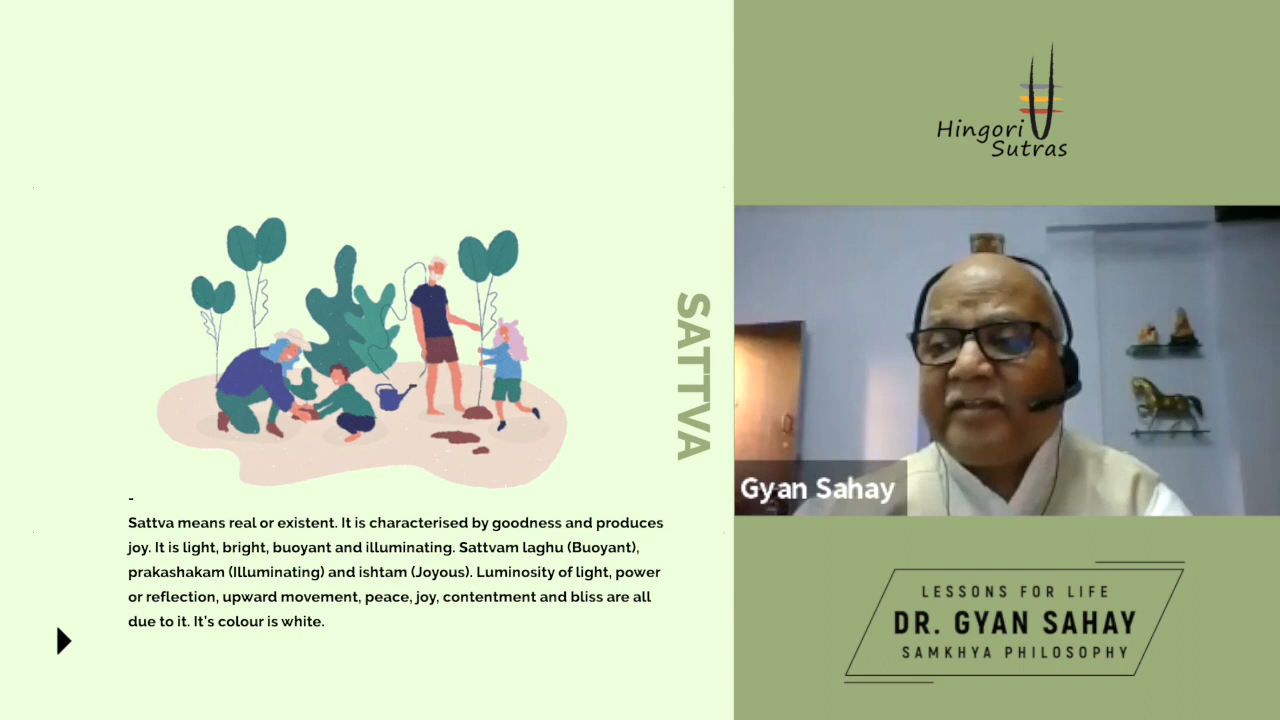 SATTVA
-
Sattva means real or existent. It is characterised by goodness and produces
joy. It is light, bright, buoyant and illuminating. Sattvam laghu (Buoyant),
prakashakam (Illuminating) and ishtam (Joyous). Luminosity of light, power
or reflection, upward movement, peace, joy, contentment and bliss are all
due to it. It's colour is white.
Hingori
Sutras
Gyan Sahay
LESSONS FOR LIFE
DR. GYAN SAHAY
SAMKHYA PHILOSOPHY